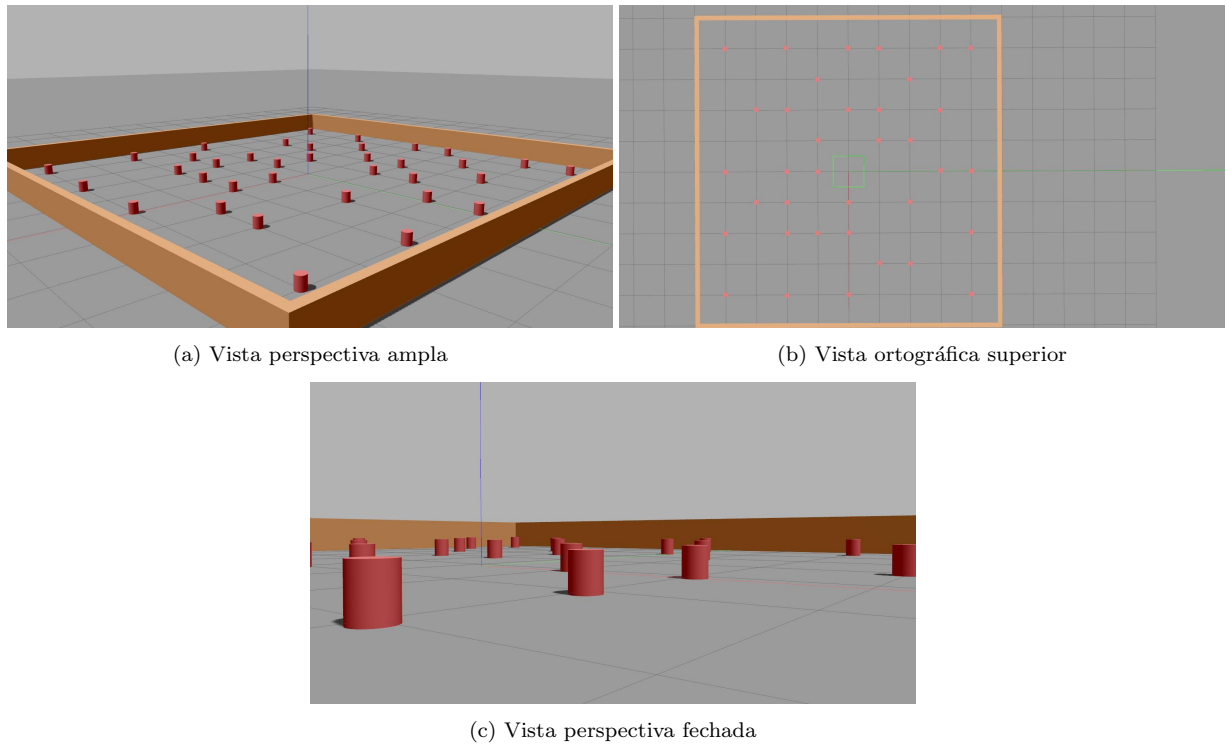 (a) Vista perspectiva ampla
(b) Vista ortográfica superior
(c) Vista perspectiva fechada